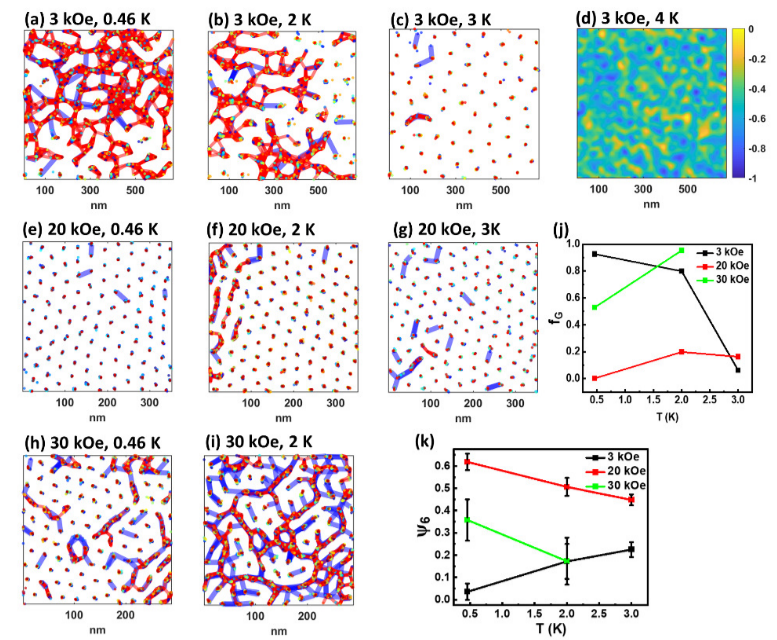 (a) 3 kOe, 0.46 K
(b) 3 kOe, 2 K
(c) 3 kOe, 3 K
(d) 3 kOe, 4 K
0
-0.2
-0.4
-0.6
-0.8
-1
100 300 500
nm
100 300 500
nm
100 300 500
nm
100 300 500
nm
(e) 20 kOe, 0.46 K
(f) 20 kOe, 2 K
(g) 20 kOe, 3K
(j)
1.0
0.8
0.6
0.4
0.2
0.0
fG
3 kOe
20 kOe
30 kOe
0.5 1.0 1.5 2.0 2.5 3.0
T (K)
100 200 300
nm
100 200 300
nm
100 200 300
nm
(h) 30 kOe, 0.46 K
(i) 30 kOe, 2 K
(k)
0.6
0.5
0.4
0.3
0.2
0.1
0.0
Ψ6
3 kOe
20 kOe
30 kOe
0.5 1.0 1.5 2.0 2.5 3.0
T (K)
100 200
nm
100 200
nm